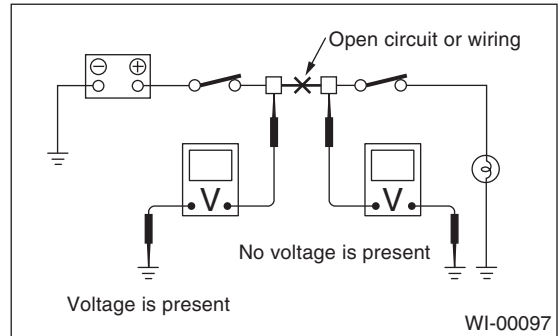 Open circuit or wiring
⊖ ⊕
V
V
No voltage is present
Voltage is present
WI-00097